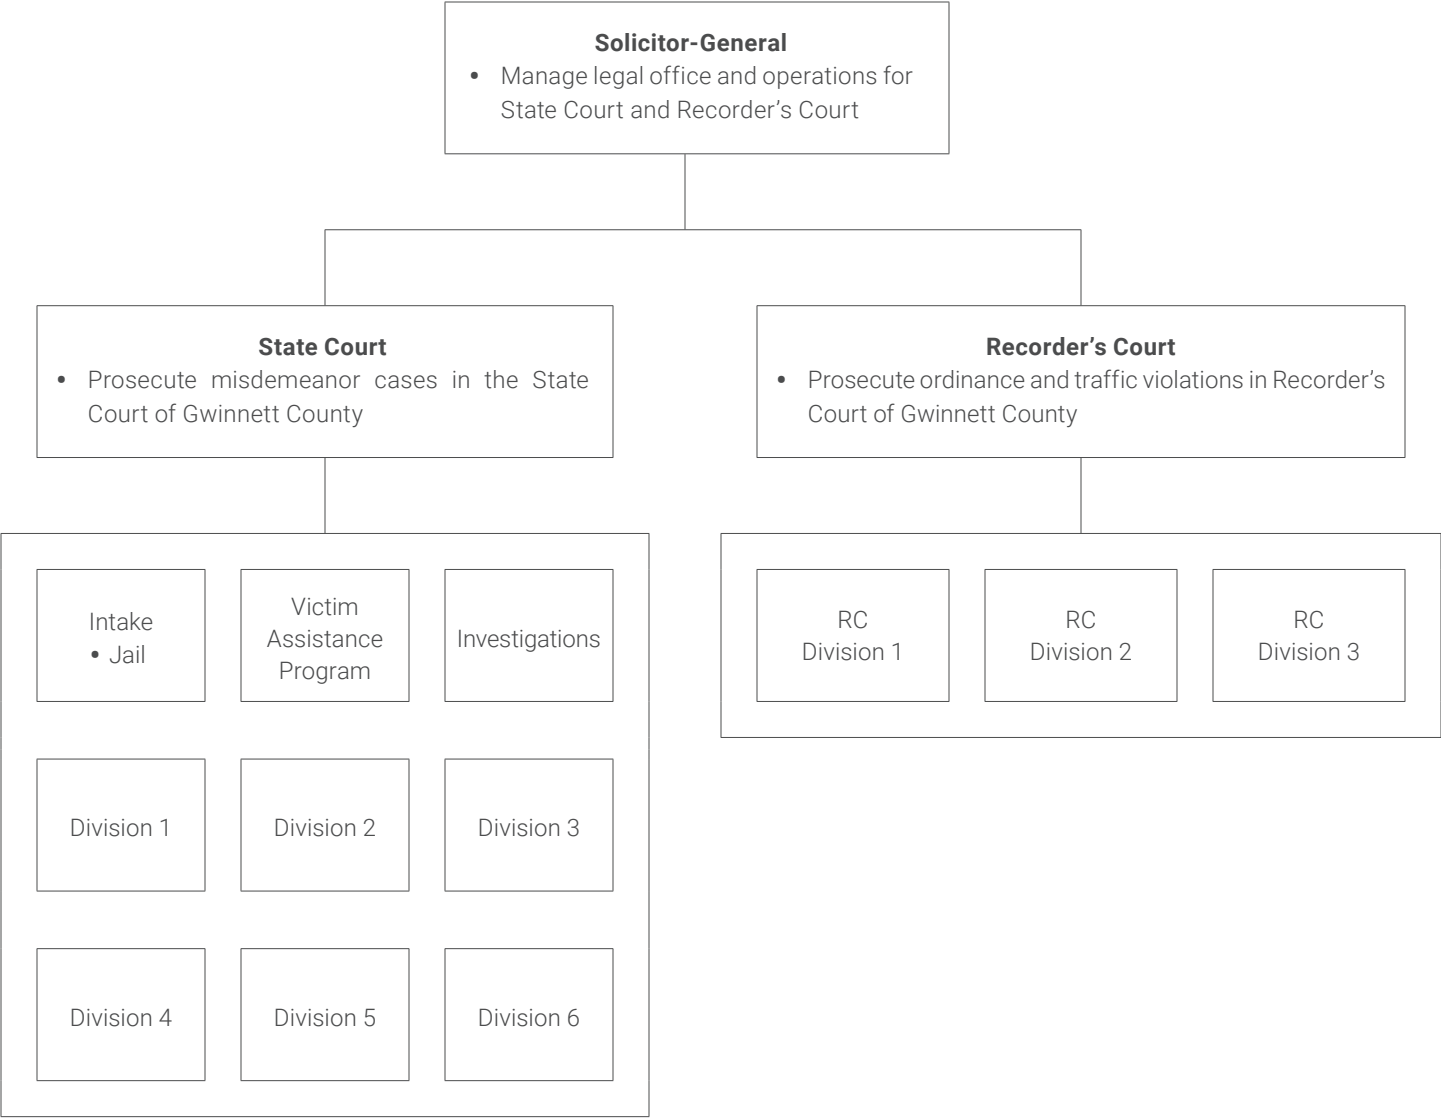 Solicitor-General
• Manage legal office and operations for
State Court and Recorder’s Court
State Court
• Prosecute misdemeanor cases in the State
Court of Gwinnett County
Recorder’s Court
• Prosecute ordinance and traffic violations in Recorder’s
Court of Gwinnett County
Intake
• Jail
Victim
Assistance
Program
Investigations
Division 1
Division 2
Division 3
Division 4
Division 5
Division 6
RC
Division 1
RC
Division 2
RC
Division 3